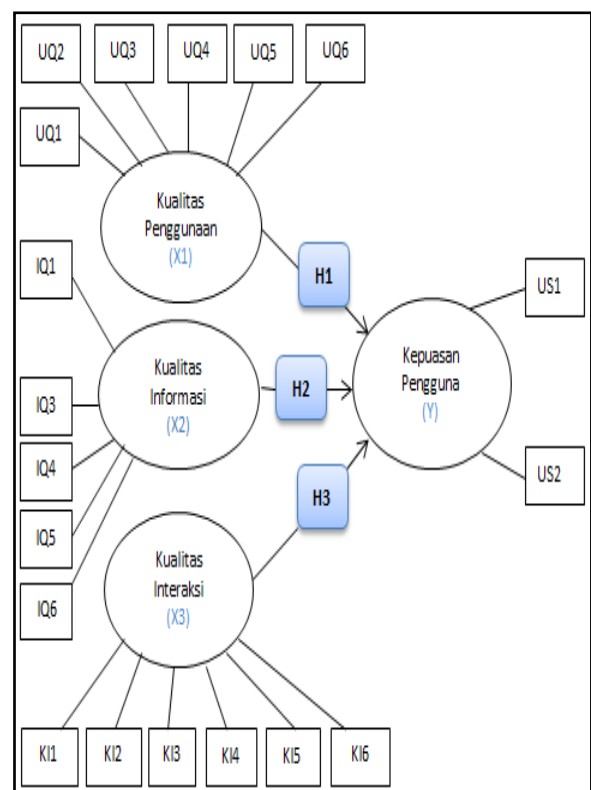 UQ2
UQ3
UQ4
UQ5
UQ6
UQ1
Kualitas
Penggunaan
(X1)
IQ1
H1
US1
Kualitas
Informasi
(X2)
H2
Kepuasan
Pengguna
(Y)
IQ3
IQ4
IQ5
IQ6
H3
US2
Kualitas
Interaksi
(X3)
KI1
KI2
KI3
KI4
KI5
KI6